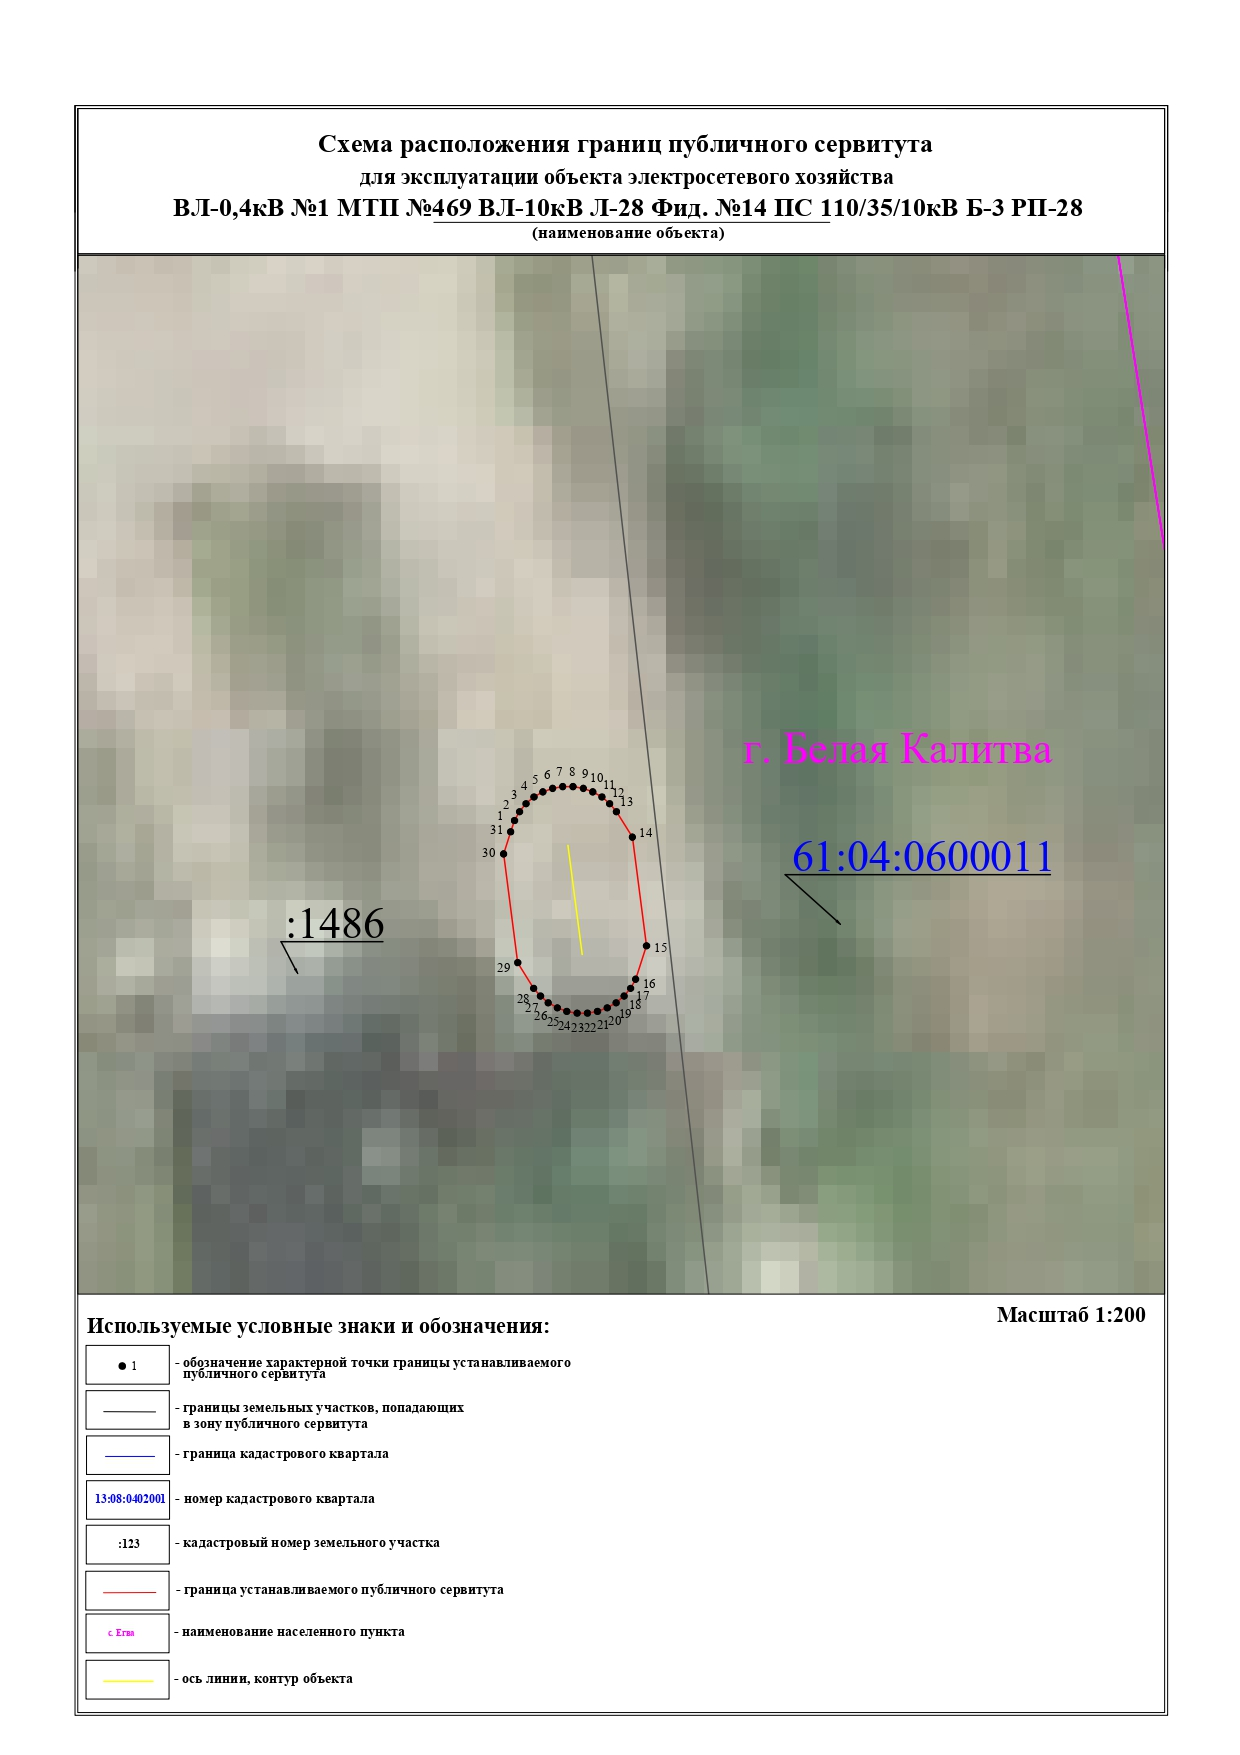 Схема расположения границ публичного сервитута
для эксплуатации объекта электросетевого хозяйства
ВЛ-0,4кВ №1 МТП №469 ВЛ-10кВ Л-28 Фид. №14 ПС 110/35/10кВ Б-3 РП-28
(наименование объекта)
г. Белая Калитва
61:04:0600011
:1486
1
2
3
4
5
6
7
8
9
10
11
12
13
14
15
16
17
18
19
20
21
22
23
24
25
26
27
28
29
30
31
Масштаб 1:200
Используемые условные знаки и обозначения:
1 - обозначение характерной точки границы устанавливаемого
публичного сервитута
- границы земельных участков, попадающих
в зону публичного сервитута
- граница кадастрового квартала
13:08:0402001 - номер кадастрового квартала
:123 - кадастровый номер земельного участка
- граница устанавливаемого публичного сервитута
с. Егва - наименование населенного пункта
- ось линии, контур объекта